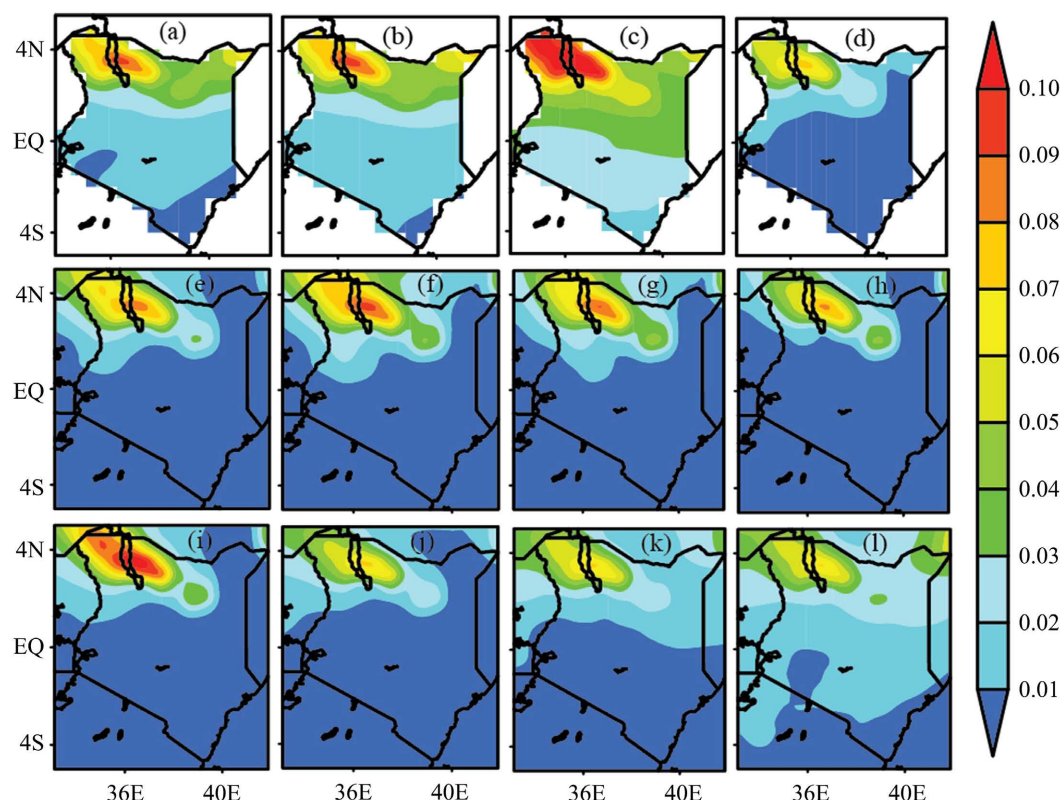 (a) (b) (c) (d)
4N
EQ
4S
(e) (f) (g) (h)
4N
EQ
4S
(i) (j) (k) (l)
4N
EQ
4S
36E 40E 36E 40E 36E 40E 36E 40E
0.10
0.09
0.08
0.07
0.06
0.05
0.04
0.03
0.02
0.01